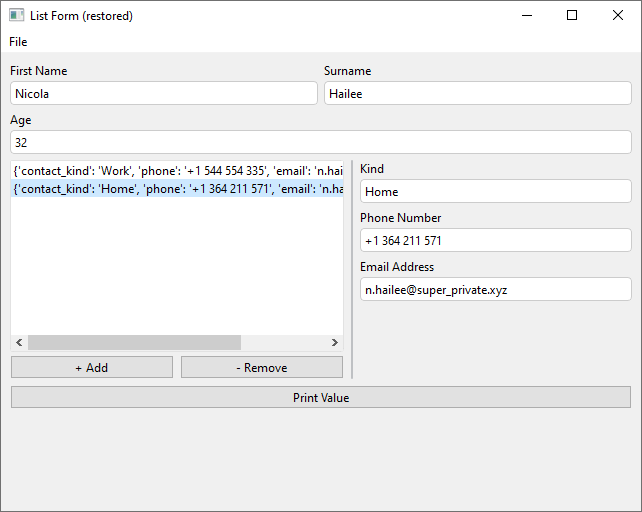 List Form (restored)
File
First Name Surname
Nicola Hailee
Age
32
{'contact_kind': 'Work', 'phone': '+1 544 554 335', 'email': 'n.hail
{'contact_kind': 'Home', 'phone': '+1 364 211 571', 'email': 'n.ha
Kind
Home
Phone Number
+1 364 211 571
Email Address
n.hailee@super_private.xyz
+ Add - Remove
Print Value